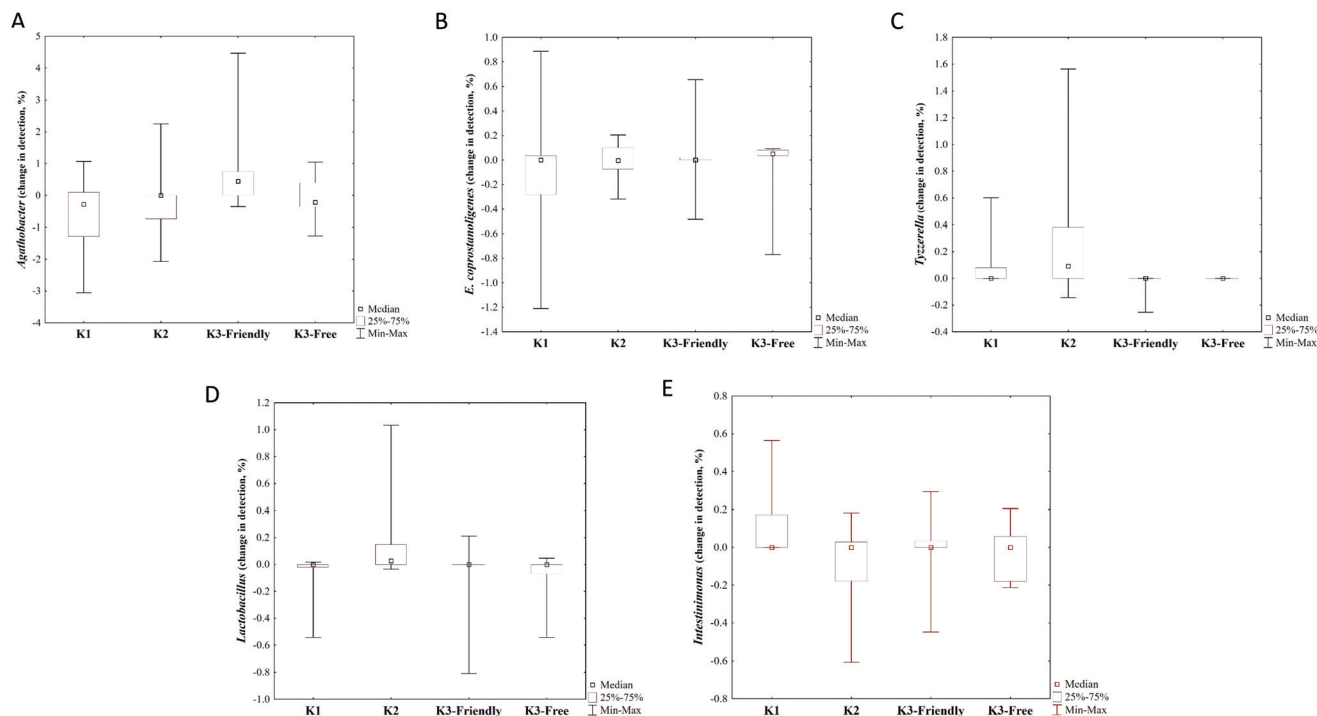 A
Agathobacter (change in detection, %)
5
4
3
2
1
0
-1
-2
-3
-4
K1 K2 K3-Friendly K3-Free
Median
25%-75%
Min-Max
B
E. coprostanoligenes (change in detection, %)
1.0
0.8
0.6
0.4
0.2
0.0
-0.2
-0.4
-0.6
-0.8
-1.0
-1.2
-1.4
K1 K2 K3-Friendly K3-Free
Median
25%-75%
Min-Max
C
Tyzzerella (change in detection, %)
1.8
1.6
1.4
1.2
1.0
0.8
0.6
0.4
0.2
0.0
-0.2
-0.4
K1 K2 K3-Friendly K3-Free
Median
25%-75%
Min-Max
D
Lactobacillus (change in detection, %)
1.2
1.0
0.8
0.6
0.4
0.2
0.0
-0.2
-0.4
-0.6
-0.8
-1.0
K1 K2 K3-Friendly K3-Free
Median
25%-75%
Min-Max
E
Intestinimonas (change in detection, %)
0.8
0.6
0.4
0.2
0.0
-0.2
-0.4
-0.6
-0.8
K1 K2 K3-Friendly K3-Free
Median
25%-75%
Min-Max